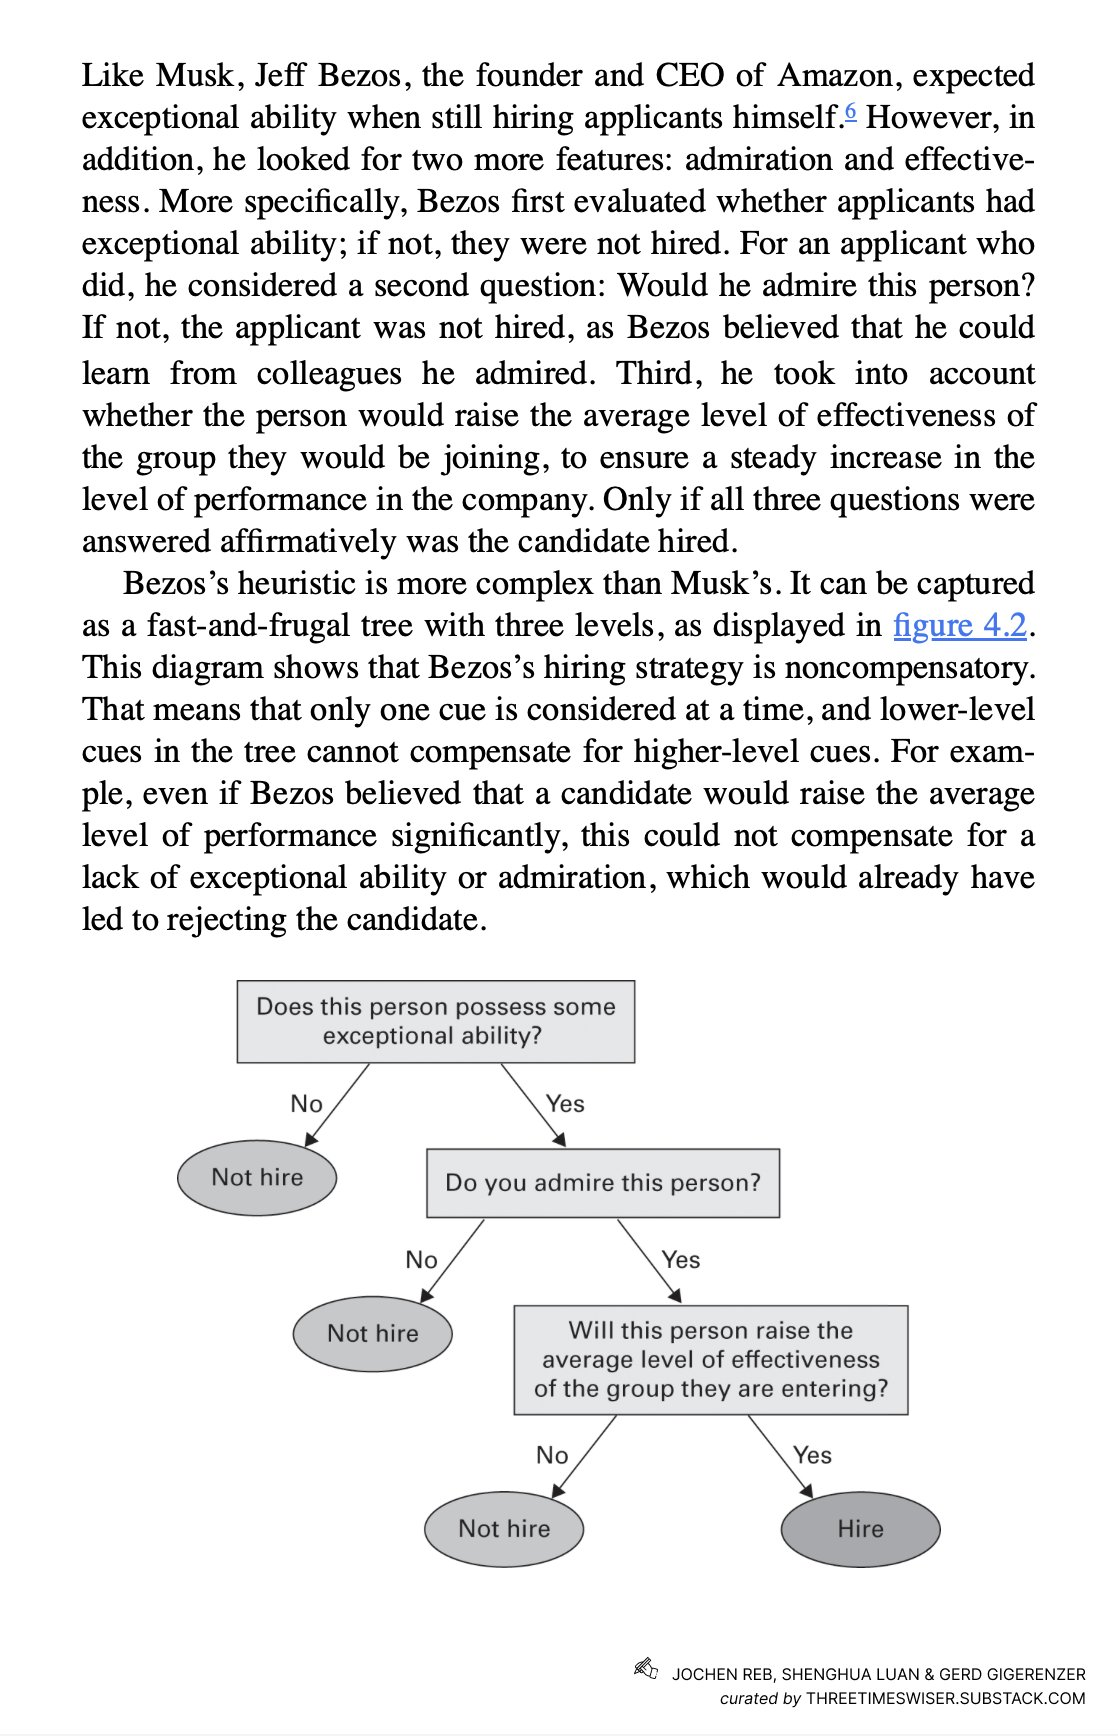 Like Musk, Jeff Bezos, the founder and CEO of Amazon, expected
exceptional ability when still hiring applicants himself.6 However, in
addition, he looked for two more features: admiration and effective-
ness. More specifically, Bezos first evaluated whether applicants had
exceptional ability; if not, they were not hired. For an applicant who
did, he considered a second question: Would he admire this person?
If not, the applicant was not hired, as Bezos believed that he could
learn from colleagues he admired. Third, he took into account
whether the person would raise the average level of effectiveness of
the group they would be joining, to ensure a steady increase in the
level of performance in the company. Only if all three questions were
answered affirmatively was the candidate hired.
Bezos’s heuristic is more complex than Musk’s. It can be captured
as a fast-and-frugal tree with three levels, as displayed in figure 4.2.
This diagram shows that Bezos’s hiring strategy is noncompensatory.
That means that only one cue is considered at a time, and lower-level
cues in the tree cannot compensate for higher-level cues. For exam-
ple, even if Bezos believed that a candidate would raise the average
level of performance significantly, this could not compensate for a
lack of exceptional ability or admiration, which would already have
led to rejecting the candidate.
Does this person possess some
exceptional ability?
No
Yes
Not hire
Do you admire this person?
No
Yes
Not hire
Will this person raise the
average level of effectiveness
of the group they are entering?
No
Yes
Not hire
Hire
JOCHEN REB, SHENGHUA LUAN & GERD GIGERENZER
curated by THREETIMESWISER.SUBSTACK.COM